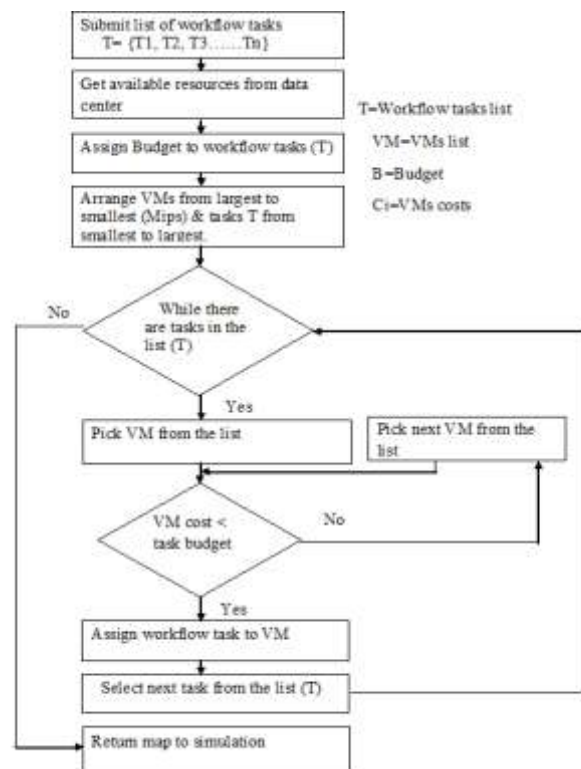 Submit list of workflow tasks
T= {T1, T2, T3……Tn}
Get available resources from data
center
T=Workflow tasks list
VM=VMs list
B=Budget
Ci=VMs costs
Assign Budget to workflow tasks (T)
Arrange VMs from largest to
smallest (Mips) & tasks T from
smallest to largest.
While there
are tasks in the
list (T)
No
Yes
Pick VM from the list
Pick next VM from the
list
VM cost <
task budget
No
Yes
Assign workflow task to VM
Select next task from the list (T)
Return map to simulation